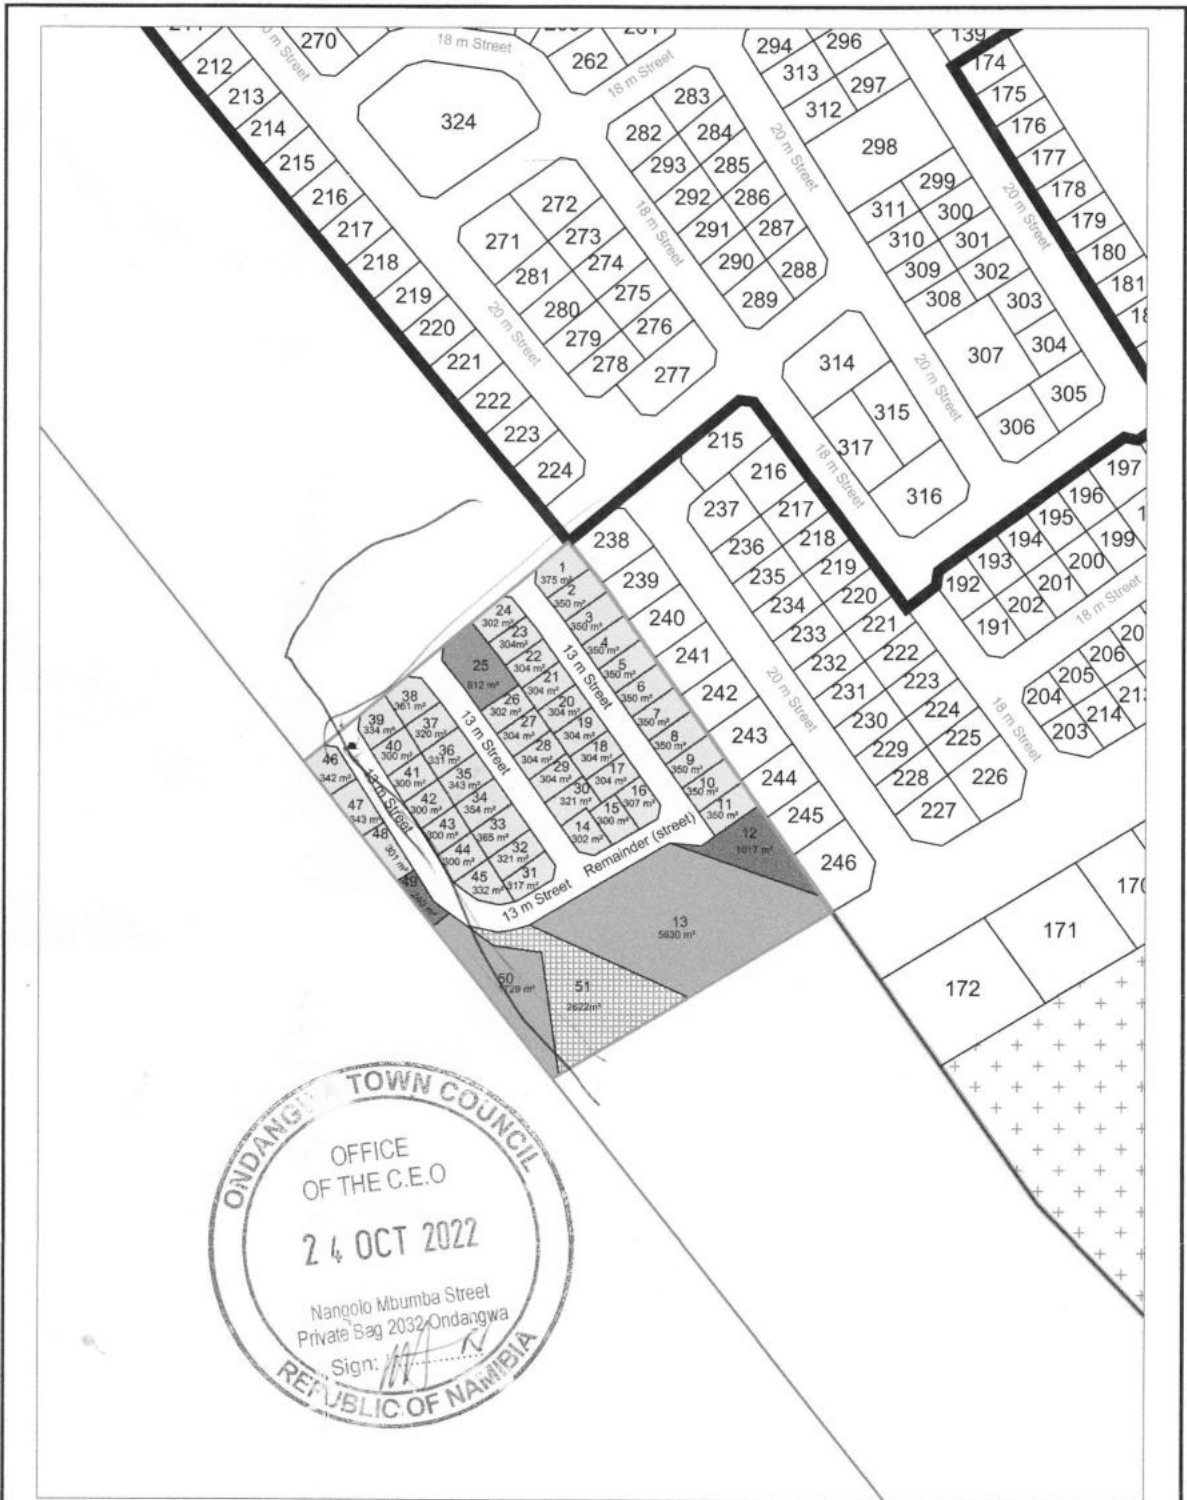 270
18 m Street
262
294
296
139
174
212
20 m Street
18 m Street
313
297
175
213
324
283
312
176
214
282
284
20 m Street
298
177
215
293
285
299
178
216
272
292
286
311
300
20 m Street
179
217
271
273
18 m Street
291
287
310
301
180
218
281
274
290
288
309
302
181
219
275
289
308
303
220
20 m Street
280
276
307
304
221
279
314
20 m Street
222
278
277
305
223
315
306
224
215
317
216
18 m Street
316
197
237
217
196
238
236
218
195
199
239
235
219
194
200
240
234
220
193
201
192
202
18 m Street
241
233
221
191
242
232
222
206
20 m Street
231
223
205
204
214
243
230
224
18 m Street
203
229
225
244
228
226
245
227
246
170
171
172
1
375 m²
2
350 m²
3
350 m²
4
350 m²
5
350 m²
6
350 m²
7
350 m²
8
350 m²
9
350 m²
10
350 m²
11
350 m²
12
1017 m²
13 m Street
24
302 m²
23
304m²
22
304 m²
21
304 m²
20
304 m²
19
304 m²
18
304 m²
17
304 m²
16
307 m²
15
300 m²
14
302 m²
25
812 m²
26
302 m²
27
304 m²
28
304 m²
29
304 m²
30
321 m²
13 m Street
38
361 m²
37
320 m²
36
331 m²
35
343 m²
34
354 m²
33
365 m²
32
321 m²
31
317 m²
39
334 m²
40
300 m²
41
300 m²
42
300 m²
43
300 m²
44
300 m²
45
332 m²
13 m Street
46
342 m²
47
343 m²
48
301 m²
49
13 m Street
Remainder (street)
13
5630 m²
50
51
2622m²
ONDANGWA TOWN COUNCIL
OFFICE
OF THE C.E.O
24 OCT 2022
Nangolo Mbumba Street
Private Bag 2032 Ondangwa
Sign:
REPUBLIC OF NAMIBIA